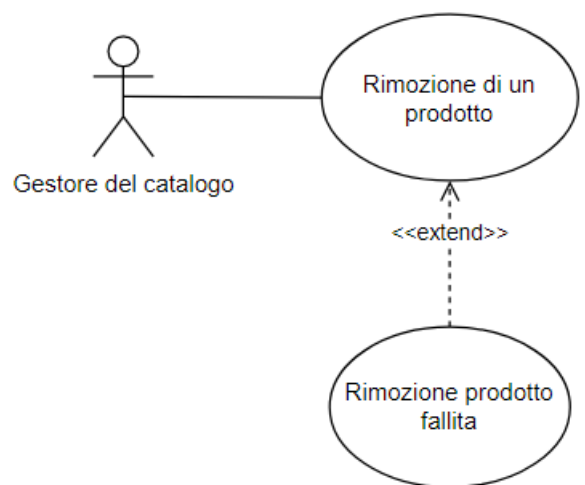 Rimozione di un
prodotto
Gestore del catalogo
<<extend>>
Rimozione prodotto
fallita